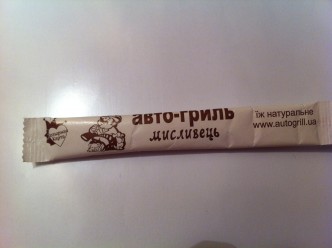 авто-гриль
мисливець
їж натуральне
www.autogrill.ua